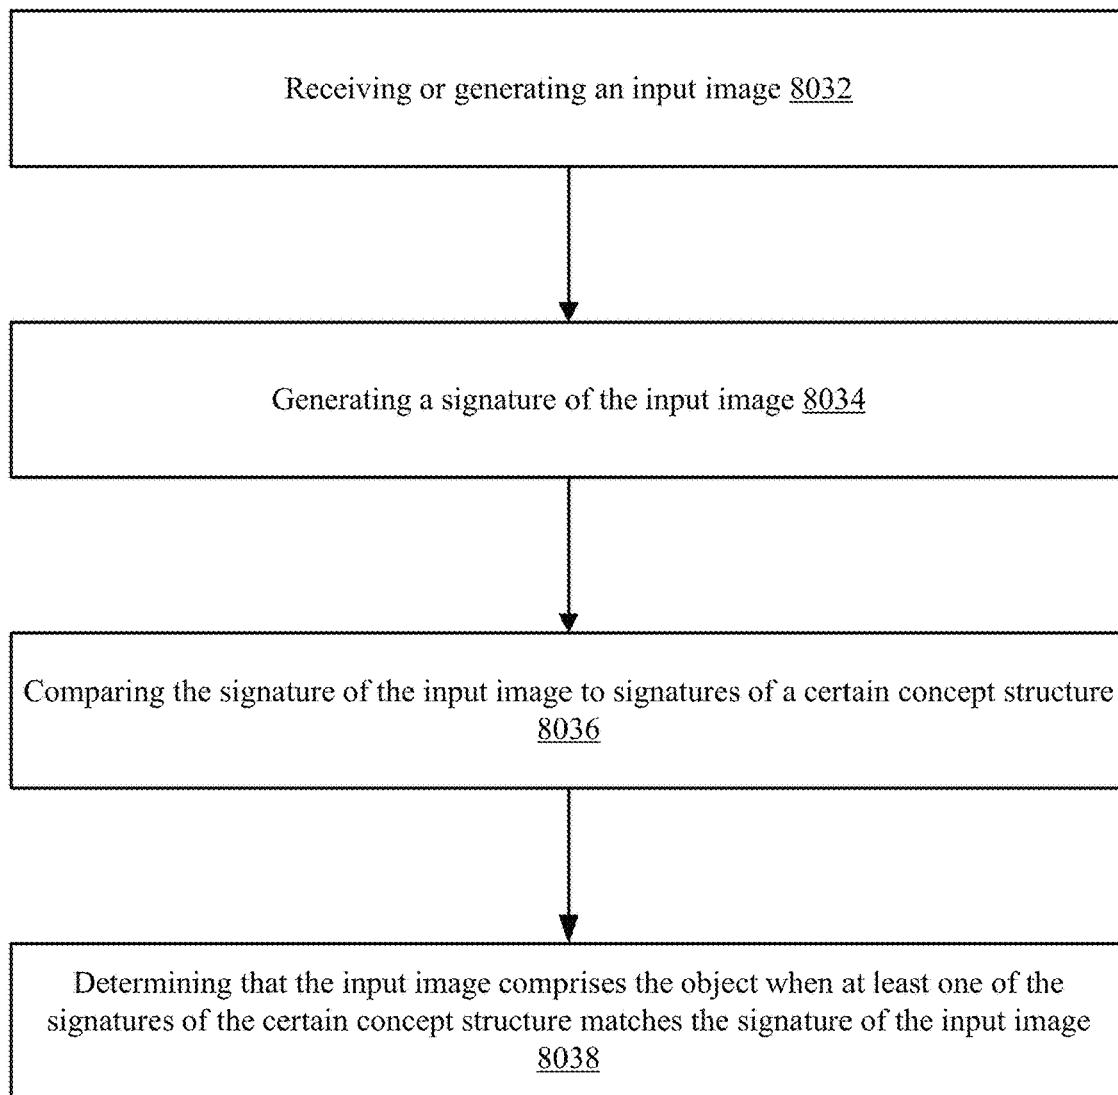 Receiving or generating an input image 8032
Generating a signature of the input image 8034
Comparing the signature of the input image to signatures of a certain concept structure
8036
Determining that the input image comprises the object when at least one of the
signatures of the certain concept structure matches the signature of the input image
8038